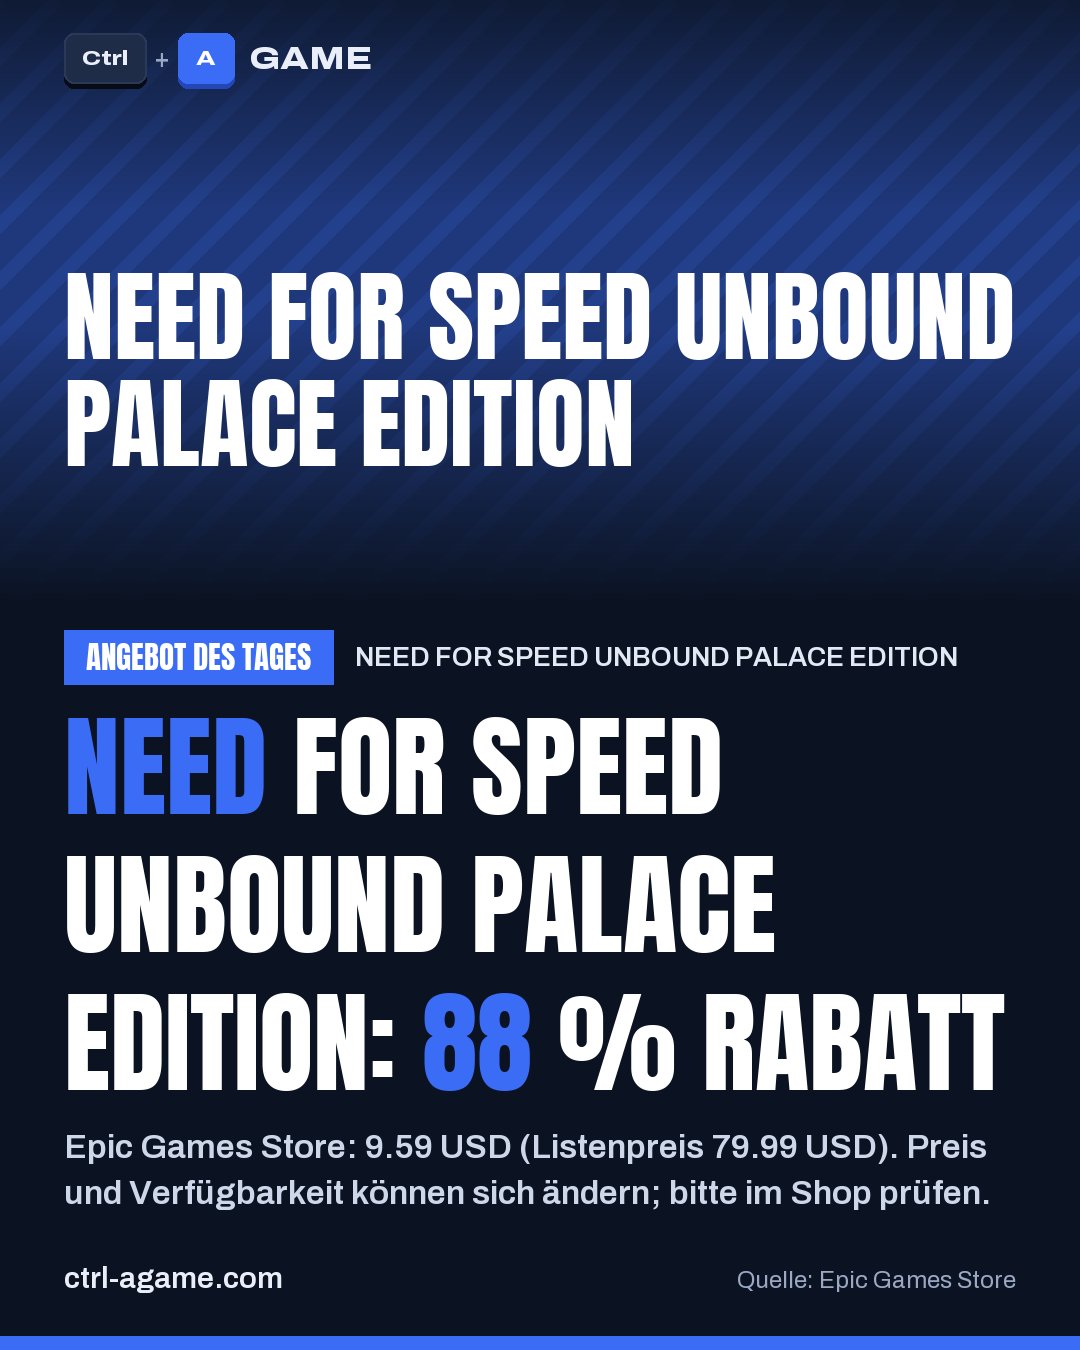 Ctrl + A GAME
NEED FOR SPEED UNBOUND
PALACE EDITION
ANGEBOT DES TAGES NEED FOR SPEED UNBOUND PALACE EDITION
NEED FOR SPEED
UNBOUND PALACE
EDITION: 88 % RABATT
Epic Games Store: 9.59 USD (Listenpreis 79.99 USD). Preis
und Verfügbarkeit können sich ändern; bitte im Shop prüfen.
ctrl-agame.com Quelle: Epic Games Store